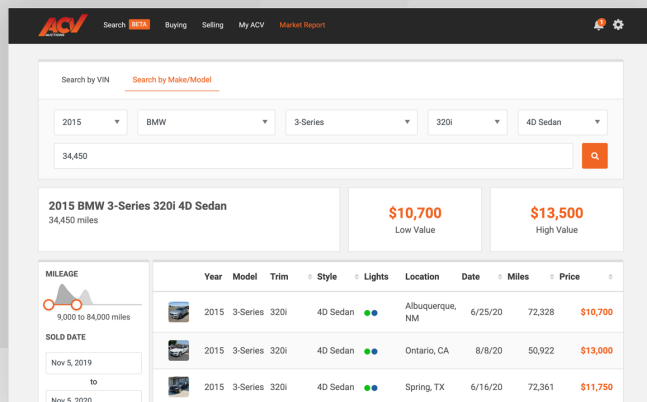 ACV
AUCTIONS
Search BETA Buying Selling My ACV Market Report
1
Search by VIN Search by Make/Model
2015 BMW 3-Series 320i 4D Sedan
34,450
2015 BMW 3-Series 320i 4D Sedan
34,450 miles
$10,700
Low Value
$13,500
High Value
MILEAGE
9,000 to 84,000 miles
SOLD DATE
Nov 5, 2019
to
Nov 5, 2020
Year Model Trim Style Lights Location Date Miles Price
2015 3-Series 320i 4D Sedan Albuquerque, NM 6/25/20 72,328 $10,700
2015 3-Series 320i 4D Sedan Ontario, CA 8/8/20 50,922 $13,000
2015 3-Series 320i 4D Sedan Spring, TX 6/16/20 72,361 $11,750